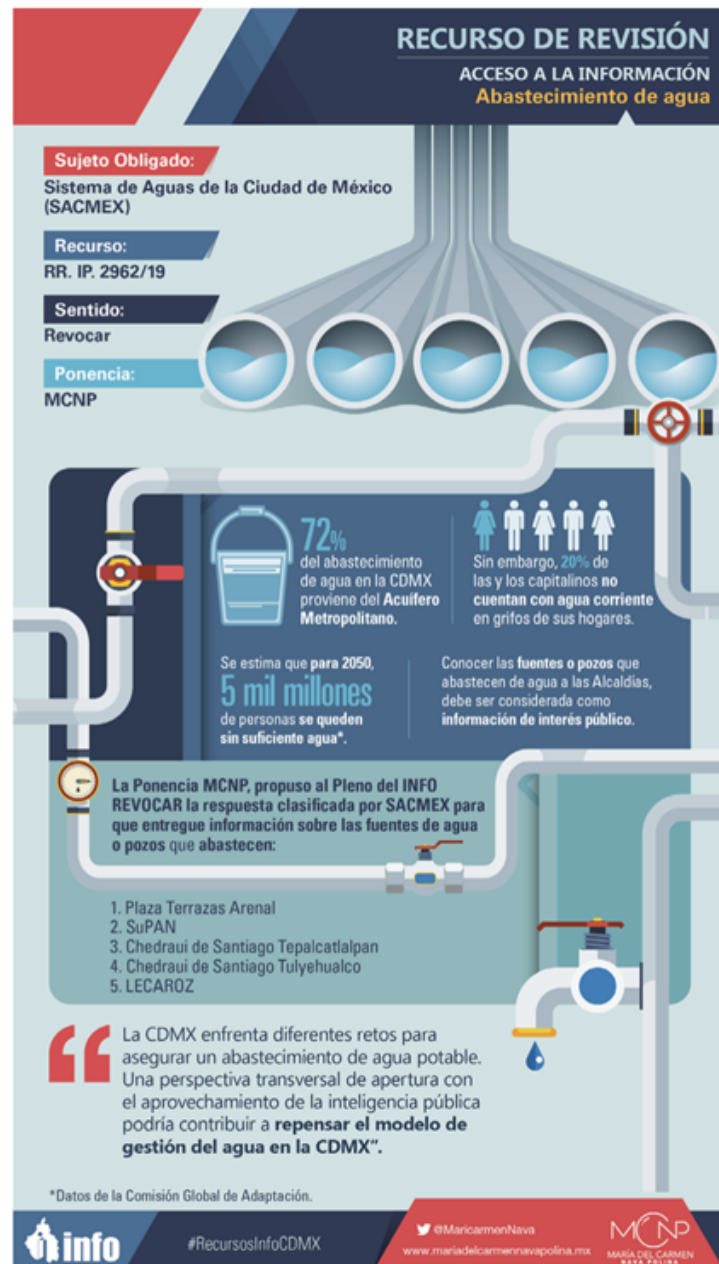 RECURSO DE REVISIÓN
ACCESO A LA INFORMACIÓN
Abastecimiento de agua
Sujeto Obligado:
Sistema de Aguas de la Ciudad de México
(SACMEX)
Recurso:
RR. IP. 2962/19
Sentido:
Revocar
Ponencia:
MCNP
72%
del abastecimiento
de agua en la CDMX
proviene del Acuífero
Metropolitano.
Sin embargo, 20% de
las y los capitalinos no
cuentan con agua corriente
en grifos de sus hogares.
Se estima que para 2050,
5 mil millones
de personas se queden
sin suficiente agua*.
Conocer las fuentes o pozos que
abastecen de agua a las Alcaldías,
debe ser considerada como
información de interés público.
La Ponencia MCNP, propuso al Pleno del INFO
REVOCAR la respuesta clasificada por SACMEX para
que entregue información sobre las fuentes de agua
o pozos que abastecen:
1. Plaza Terrazas Arenal
2. SuPAN
3. Chedraui de Santiago Tepalcatlalpan
4. Chedraui de Santiago Tulyehualco
5. LECAROZ
“ La CDMX enfrenta diferentes retos para
asegurar un abastecimiento de agua potable.
Una perspectiva transversal de apertura con
el aprovechamiento de la inteligencia pública
podría contribuir a repensar el modelo de
gestión del agua en la CDMX”.
*Datos de la Comisión Global de Adaptación.
info
#RecursosInfoCDMX
@MaricarmenNava
www.mariadelcarmennavapolina.mx
MCNP
MARÍA DEL CARMEN
NAVA POLINA